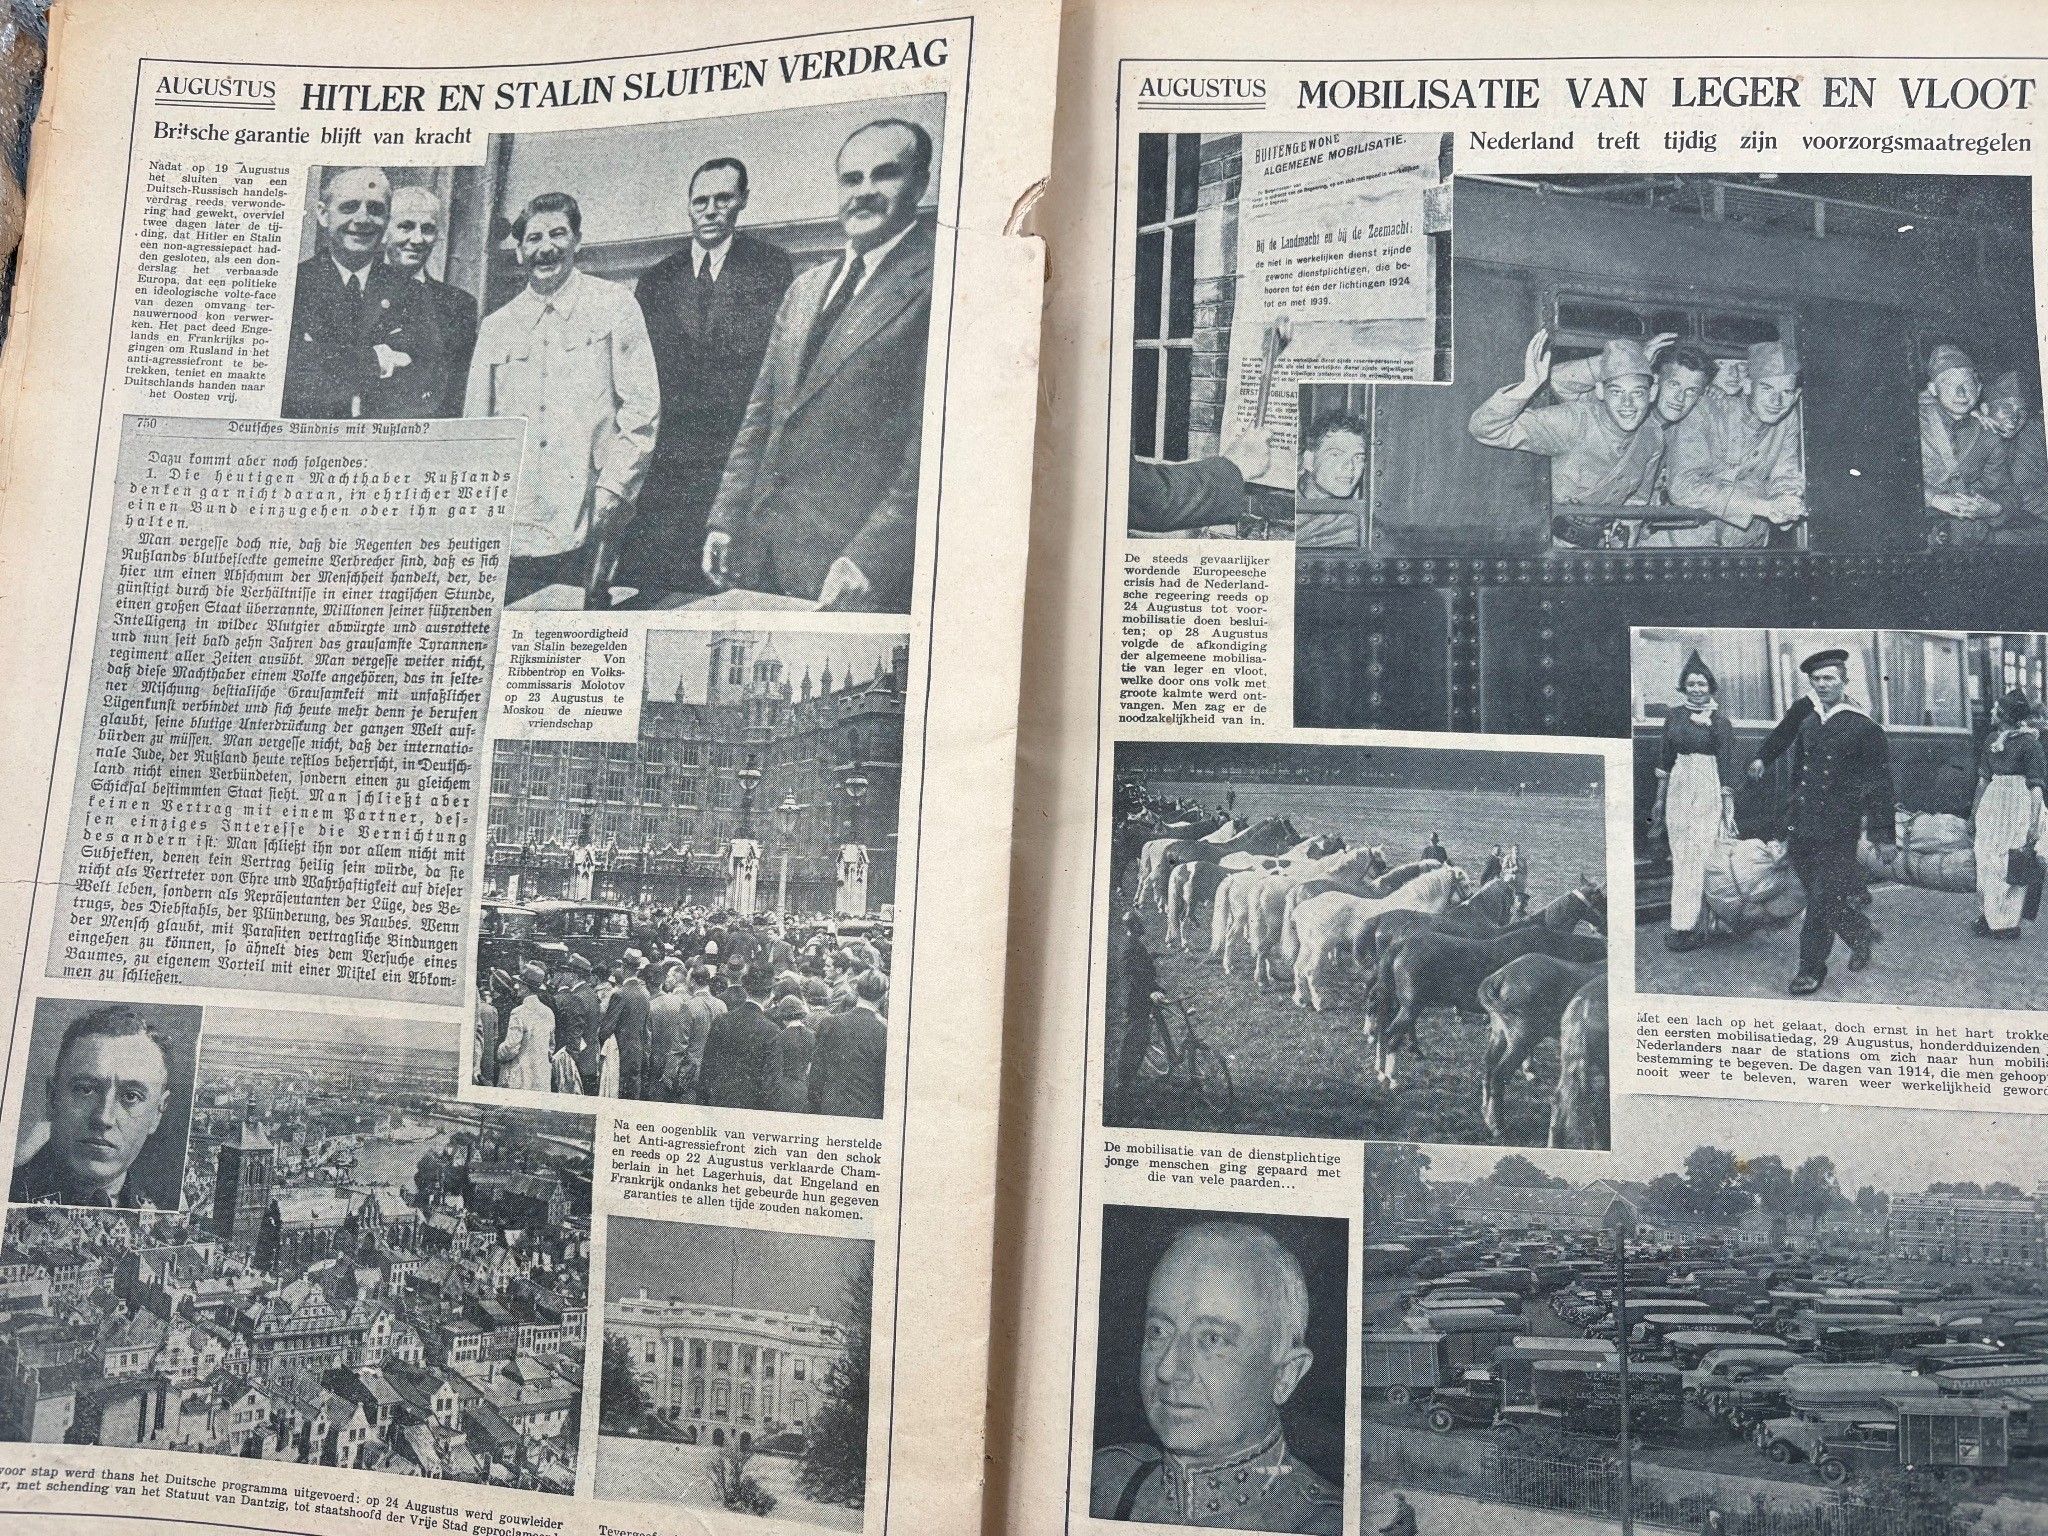 AUGUSTUS
HITLER EN STALIN SLUITEN VERDRAG
Britsche garantie blijft van kracht
Nadat op 19 Augustus
het sluiten van een
Duitsch-Russisch handels-
verdrag reeds verwonde-
ring had gewekt, overviel
twee dagen later de tij-
ding, dat Hitler en Stalin
een non-agressiepact had-
den gesloten, als een don-
derslag het verbaasde
Europa, dat een politieke
en ideologische volte-face
van dezen omvang ter-
nauwernood kon verwer-
ken. Het pact deed Enge-
lands en Frankrijks po-
gingen om Rusland in het
anti-agressiefront te be-
trekken, teniet en maakte
Duitschlands handen naar
het Oosten vrij.
750
Deutsches Bündnis mit Rußland?
Dazu kommt aber noch folgendes:
1. Die heutigen Machthaber Rußlands
denken gar nicht daran, in ehrlicher Weise
einen Bund einzugehen oder ihn gar zu
halten.
Man vergesse doch nie, daß die Regenten des heutigen
Rußlands blutbefleckte gemeine Verbrecher sind, daß es sich
hier um einen Abschaum der Menschheit handelt, der, be-
günstigt durch die Verhältnisse in einer tragischen Stunde,
einen großen Staat überrannte, Millionen seiner führenden
Intelligenz in wilder Blutgier abwürgte und ausrottete
und nun seit bald zehn Jahren das grausamste Tyrannen-
regiment aller Zeiten ausübt. Man vergesse weiter nicht,
daß diese Machthaber einem Volke angehören, das in selte-
ner Mischung bestialische Grausamkeit mit unfaßlicher
Lügenkunst verbindet und sich heute mehr denn je berufen
glaubt, seine blutige Unterdrückung der ganzen Welt auf-
bürden zu müssen. Man vergesse nicht, daß der internatio-
nale Jude, der Rußland heute restlos beherrscht, in Deutsch-
land nicht einen Verbündeten, sondern einen zu gleichem
Schicksal bestimmten Staat sieht. Man schließt aber
keinen Vertrag mit einem Partner, des-
sen einziges Interesse die Vernichtung
des andern ist. Man schließt ihn vor allem nicht mit
Subjekten, denen kein Vertrag heilig sein würde, da sie
nicht als Vertreter von Ehre und Wahrhaftigkeit auf dieser
Welt leben, sondern als Repräsentanten der Lüge, des Be-
trugs, des Diebstahls, der Plünderung, des Raubes. Wenn
der Mensch glaubt, mit Parasiten vertragliche Bindungen
eingehen zu können, so ähnelt dies dem Versuche eines
Baumes, zu eigenem Vorteil mit einer Mistel ein Abkom-
men zu schließen.
In tegenwoordigheid
van Stalin bezegelden
Rijksminister Von
Ribbentrop en Volks-
commissaris Molotov
op 23 Augustus te
Moskou de nieuwe
vriendschap
Na een oogenblik van verwarring herstelde
het Anti-agressiefront zich van den schok
en reeds op 22 Augustus verklaarde Cham-
berlain in het Lagerhuis, dat Engeland en
Frankrijk ondanks het gebeurde hun gegeven
garanties te allen tijde zouden nakomen.
voor stap werd thans het Duitsche programma uitgevoerd: op 24 Augustus werd gouwleider
met schending van het Statuut van Dantzig, tot staatshoofd der Vrije Stad
AUGUSTUS
MOBILISATIE VAN LEGER EN VLOOT
Nederland treft tijdig zijn voorzorgsmaatregelen
BUITENGEWONE
ALGEMEENE MOBILISATIE.
Bij de Landmacht en bij de Zeemacht:
de niet in werkelijken dienst zijnde
gewone dienstplichtigen, die be-
hooren tot één der lichtingen 1924
tot en met 1939.
De steeds gevaarlijker
wordende Europeesche
crisis had de Nederland-
sche regeering reeds op
24 Augustus tot voor-
mobilisatie doen beslui-
ten; op 28 Augustus
volgde de afkondiging
der algemeene mobilisa-
tie van leger en vloot,
welke door ons volk met
groote kalmte werd ont-
vangen. Men zag er de
noodzakelijkheid van in.
Met een lach op het gelaat, doch ernst in het hart trokke
den eersten mobilisatiedag, 29 Augustus, honderdduizenden
Nederlanders naar de stations om zich naar hun mobilis
bestemming te begeven. De dagen van 1914, die men gehoop
nooit weer te beleven, waren weer werkelijkheid geword
De mobilisatie van de dienstplichtige
jonge menschen ging gepaard met
die van vele paarden...
VERHUIZINGEN